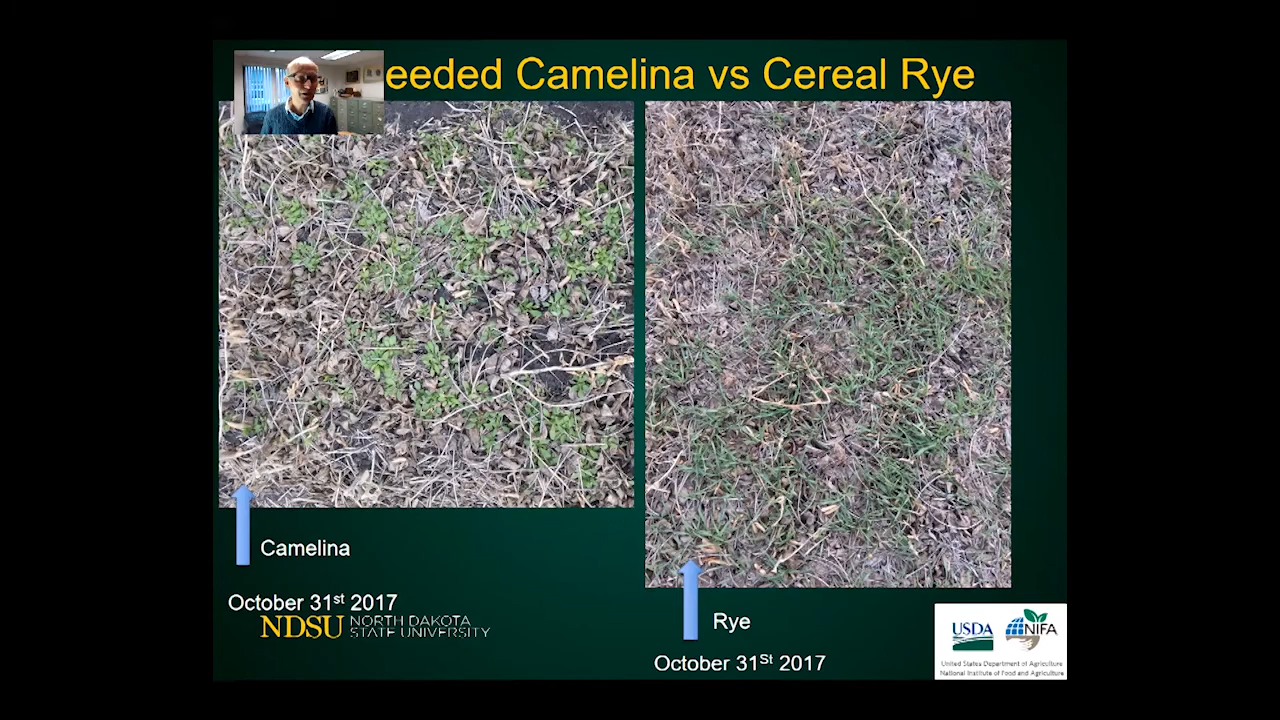 eeded Camelina vs Cereal Rye
Camelina
October 31st 2017
NDSU NORTH DAKOTA
STATE UNIVERSITY
Rye
October 31St 2017
USDA NIFA
United States Department of Agriculture
National Institute of Food and Agriculture